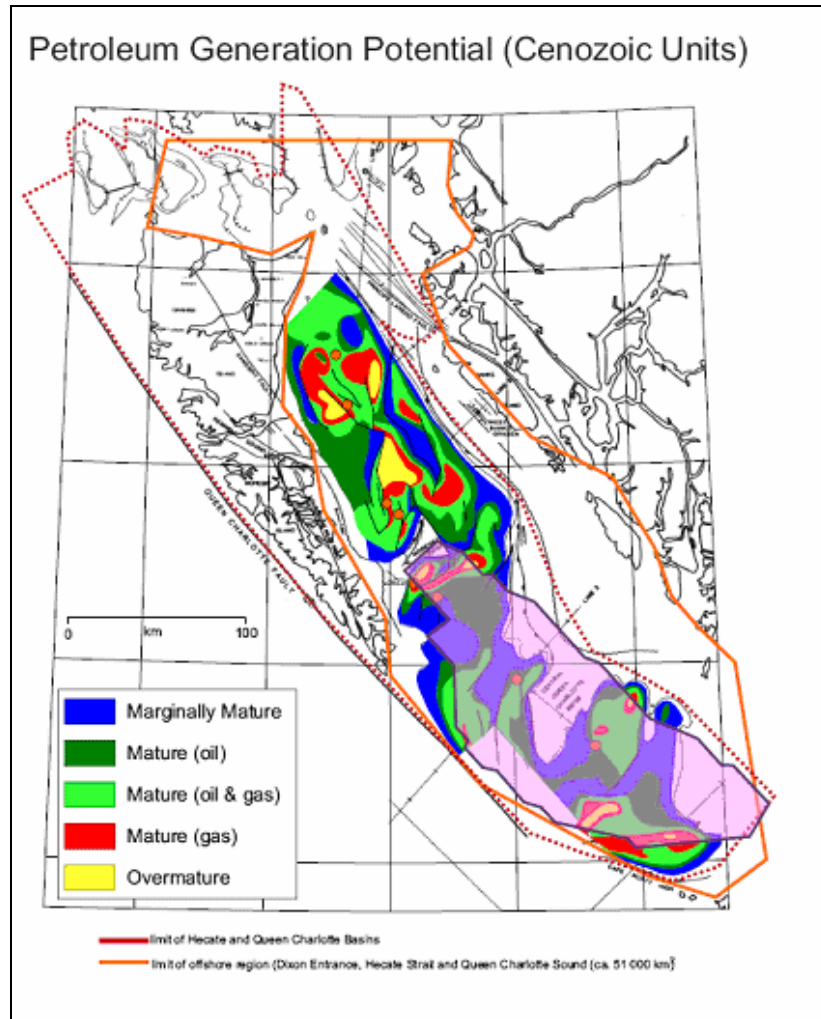 Petroleum Generation Potential (Cenozoic Units)
QUEEN CHARLOTTE FAULT
LINE
0 km 100
Marginally Mature
Mature (oil)
Mature (oil & gas)
Mature (gas)
Overmature
limit of Hecate and Queen Charlotte Basins
limit of offshore region (Dixon Entrance, Hecate Strait and Queen Charlotte Sound (ca. 51 000 km²)